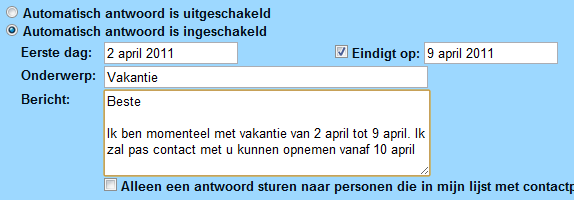 Automatisch antwoord is uitgeschakeld
Automatisch antwoord is ingeschakeld
Eerste dag: 2 april 2011 Eindigt op: 9 april 2011
Onderwerp: Vakantie
Bericht: Beste
Ik ben momenteel met vakantie van 2 april tot 9 april. Ik
zal pas contact met u kunnen opnemen vanaf 10 april
Alleen een antwoord sturen naar personen die in mijn lijst met contactp